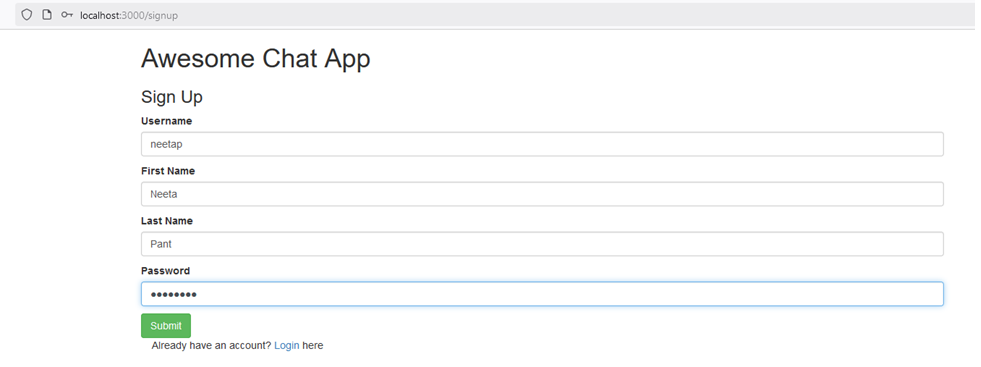 localhost:3000/signup
Awesome Chat App
Sign Up
Username
neetap
First Name
Neeta
Last Name
Pant
Password
●●●●●●●●
Submit
Already have an account? Login here